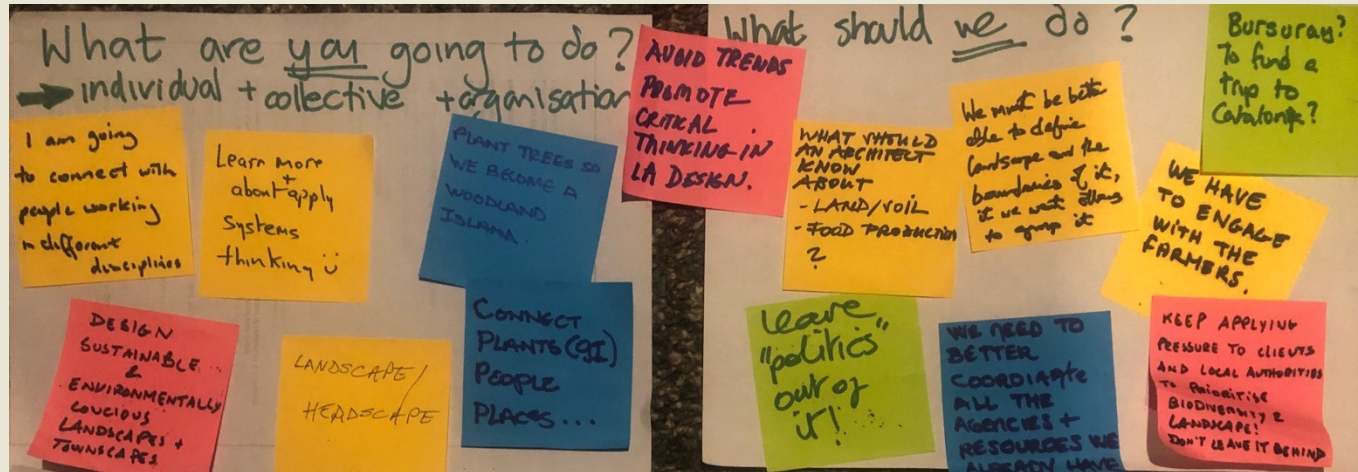 What are you going to do?
→ individual + collective + organisation
I am going
to connect with
people working
in different
disciplines
Learn more
+
about apply
systems
thinking ü
PLANT TREES SO
WE BECOME A
WOODLAND
ISLAND.
DESIGN
SUSTAINABLE
&
ENVIRONMENTALLY
COUCIOUS
LANDSCAPES +
TOWNSCAPES
LANDSCAPE/
HEADSCAPE
CONNECT
PLANTS (GI)
PEOPLE
PLACES...
AVOID TRENDS
PROMOTE
CRITICAL
THINKING IN
LA DESIGN.
What should we do?
WHAT SHOULD
AN ARCHITECT
KNOW
ABOUT
- LAND/SOIL
- FOOD PRODUCTION
?
We must be better
able to define
landscape and the
boundaries of it,
if we want others
to it
Bursuray?
To fund a
trip to
WE HAVE
TO ENGAGE
WITH THE
FARMERS.
leave
"politics"
out of
it!
WE NEED TO
BETTER
COORDIAQTE
ALL THE
AGENCIES +
RESOURCES WE
ALREADY HAVE
KEEP APPLYING
PRESSURE TO CLIENTS
AND LOCAL AUTHORITIES
TO PRIORITISE
BIODIVERSITY &
LANDSCAPE!
DON'T LEAVE IT BEHIND